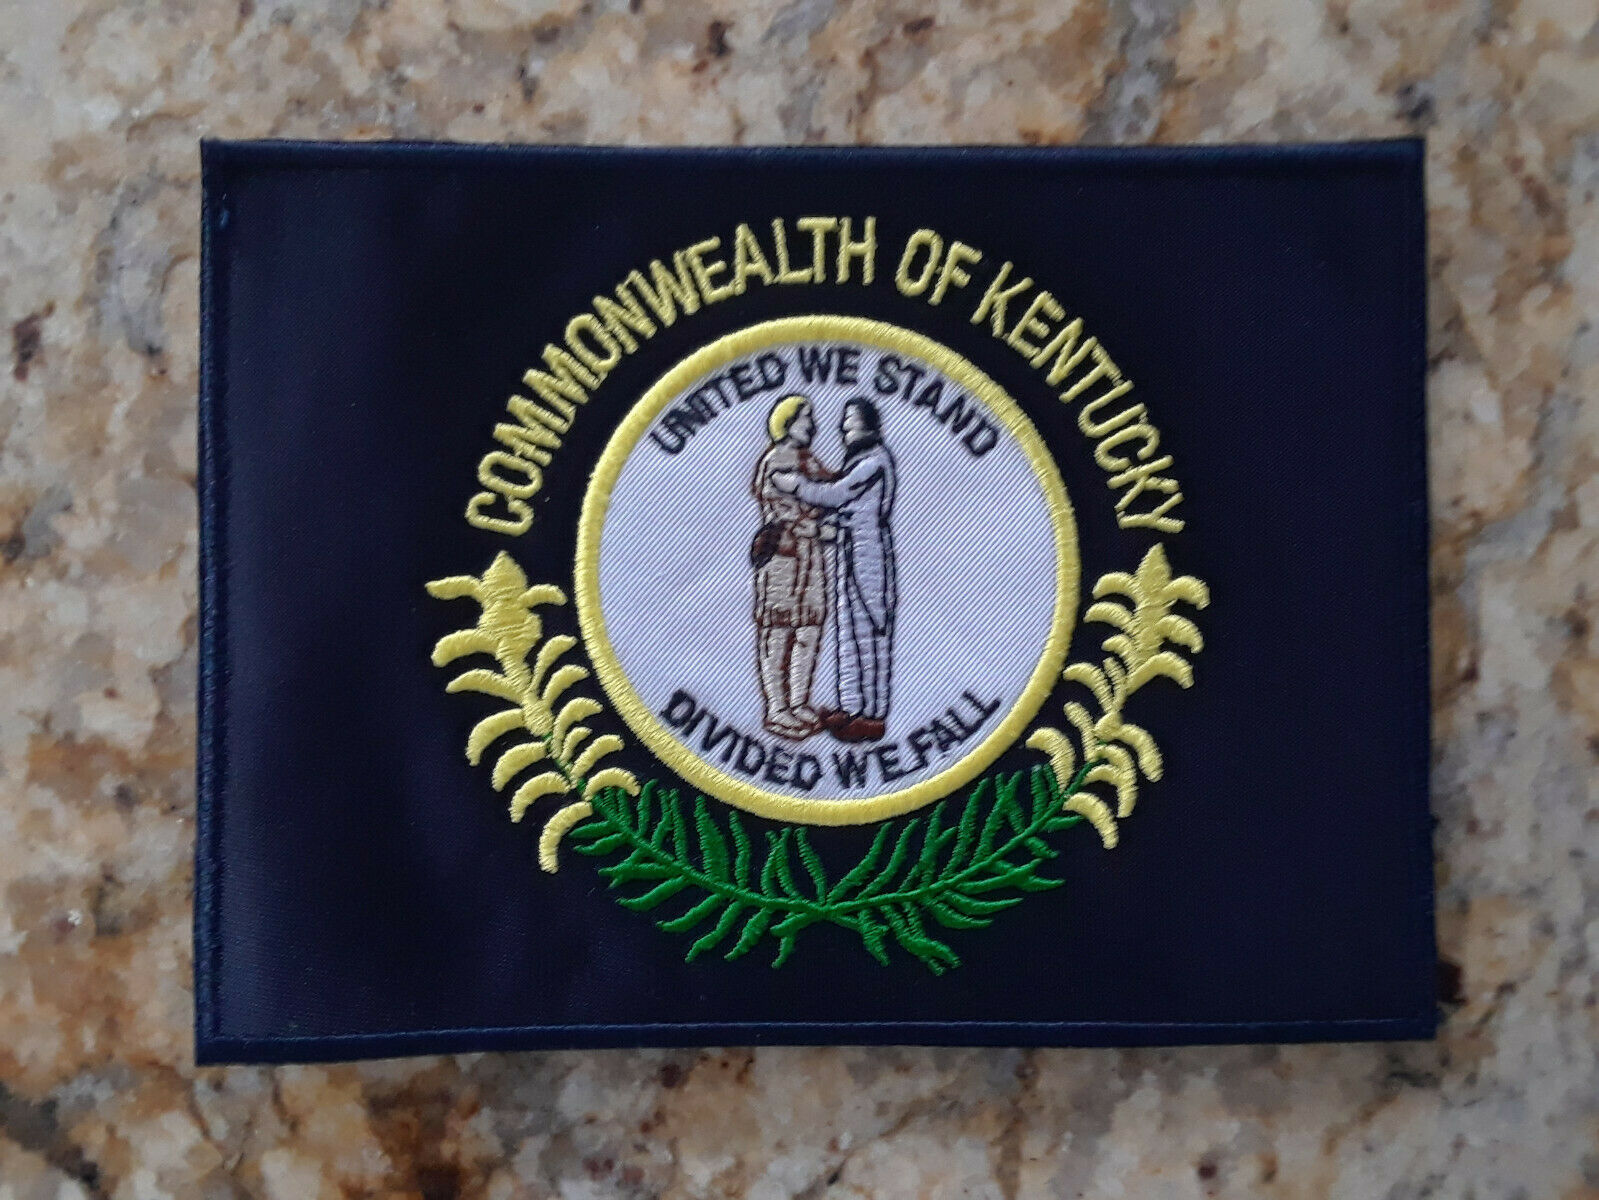 COMMONWEALTH OF KENTUCKY
UNITED WE STAND
DIVIDED WE FALL